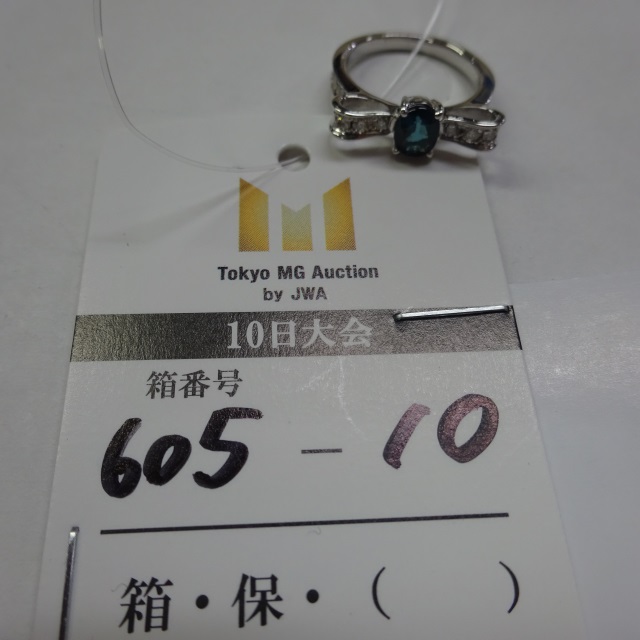 Tokyo MG Auction
by JWA
10日大会
箱番号
605 - 10
箱・保・(　　　)